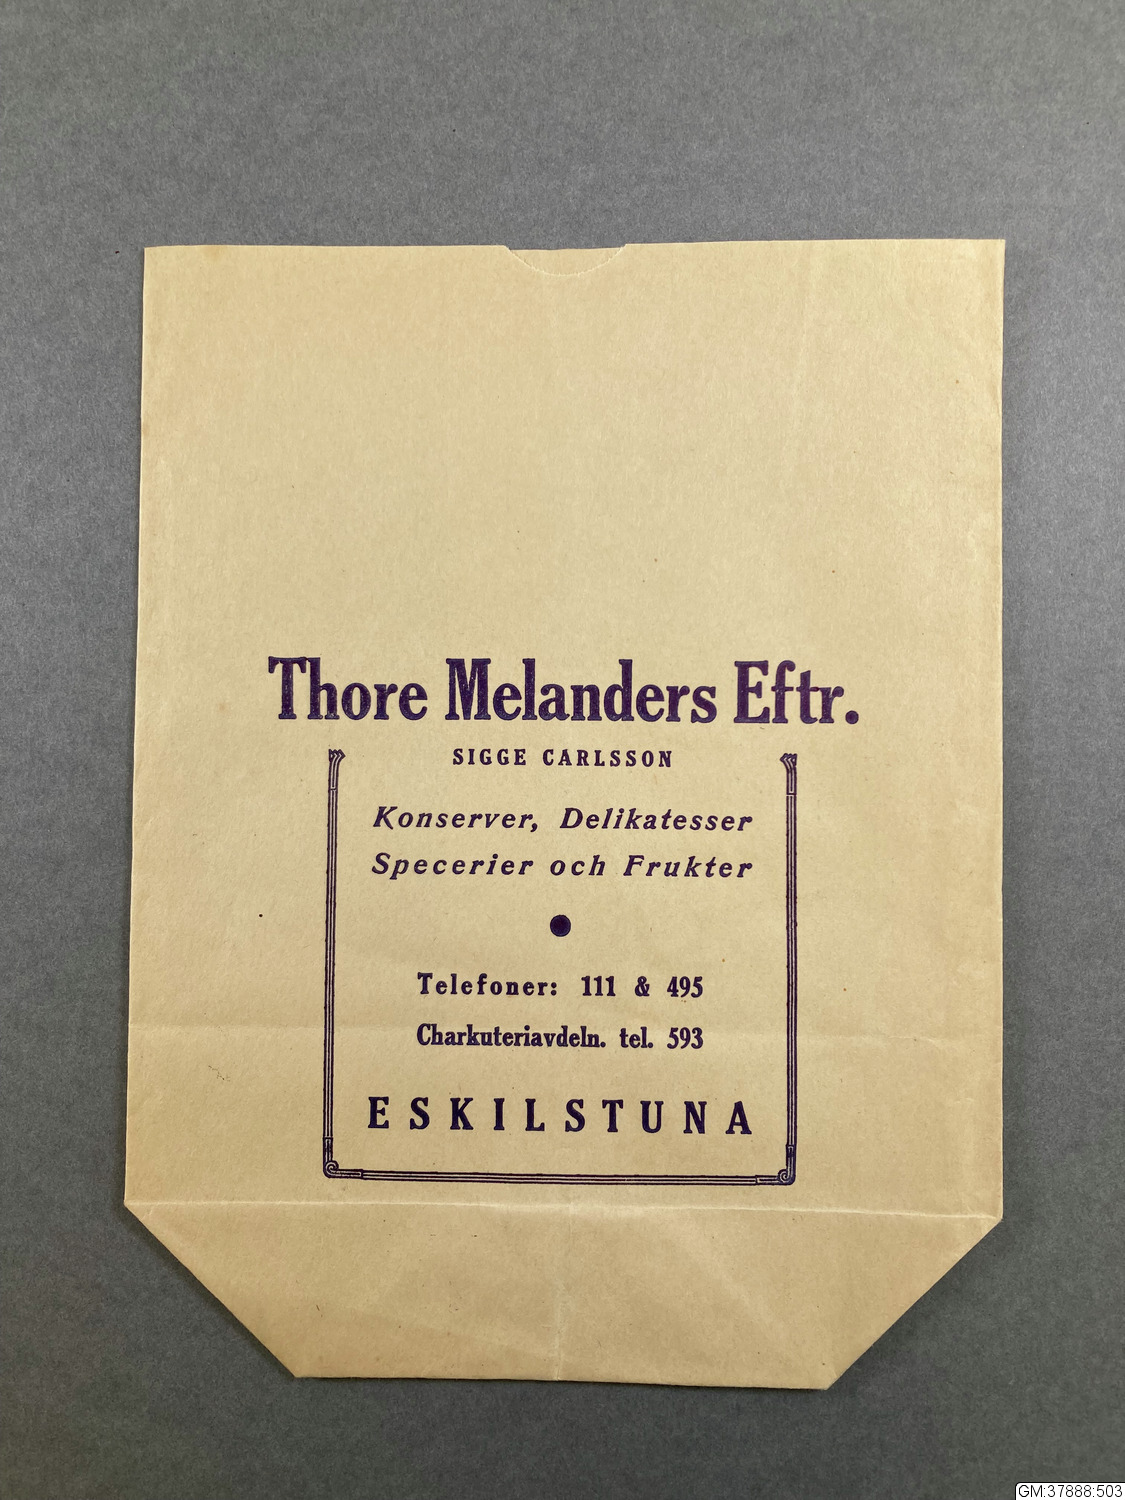 Thore Melanders Eftr.
SIGGE CARLSSON
Konserver, Delikatesser
Specerier och Frukter
Telefoner: 111 & 495
Charkuteriavdeln. tel. 593
ESKILSTUNA
GM:37888:503